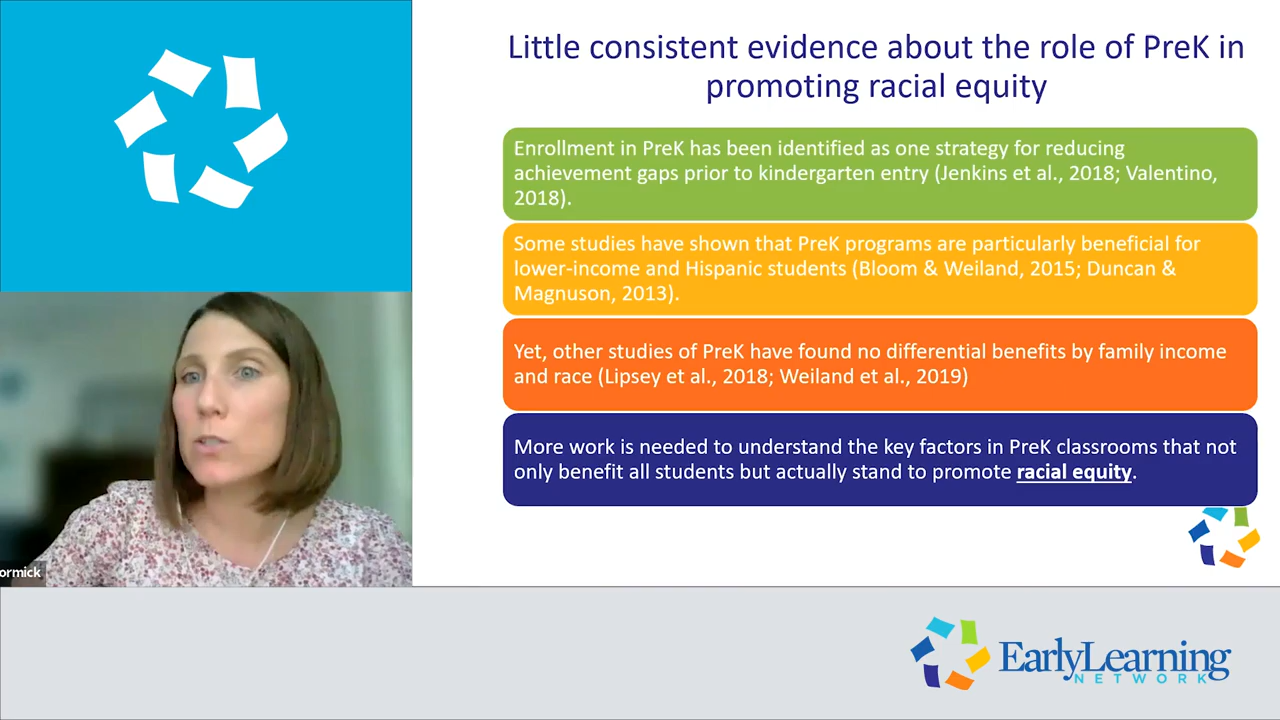 Little consistent evidence about the role of PreK in
promoting racial equity
Enrollment in PreK has been identified as one strategy for reducing
achievement gaps prior to kindergarten entry (Jenkins et al., 2018; Valentino,
2018).
Some studies have shown that PreK programs are particularly beneficial for
lower-income and Hispanic students (Bloom & Weiland, 2015; Duncan &
Magnuson, 2013).
Yet, other studies of PreK have found no differential benefits by family income
and race (Lipsey et al., 2018; Weiland et al., 2019)
More work is needed to understand the key factors in PreK classrooms that not
only benefit all students but actually stand to promote racial equity.
ormick
EarlyLearning
NETWORK